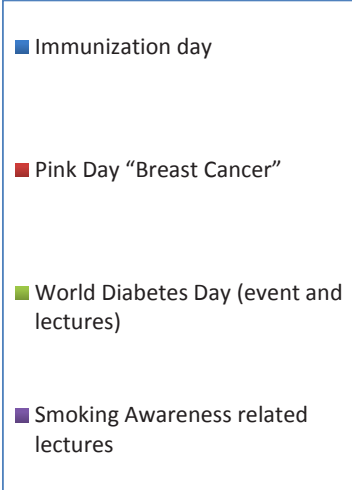 Immunization day
Pink Day “Breast Cancer”
World Diabetes Day (event and
lectures)
Smoking Awareness related
lectures